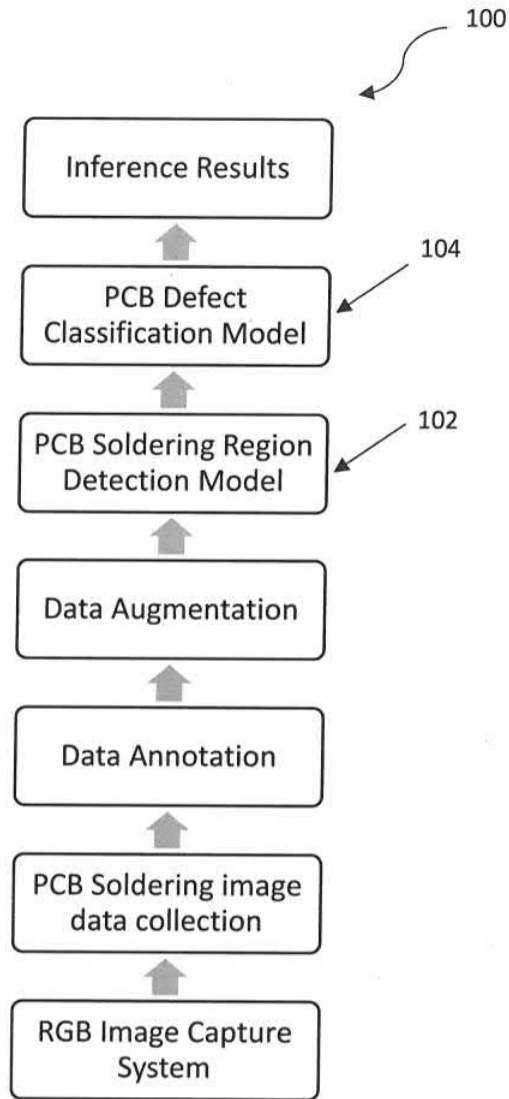 100
Inference Results
104
PCB Defect
Classification Model
102
PCB Soldering Region
Detection Model
Data Augmentation
Data Annotation
PCB Soldering image
data collection
RGB Image Capture
System